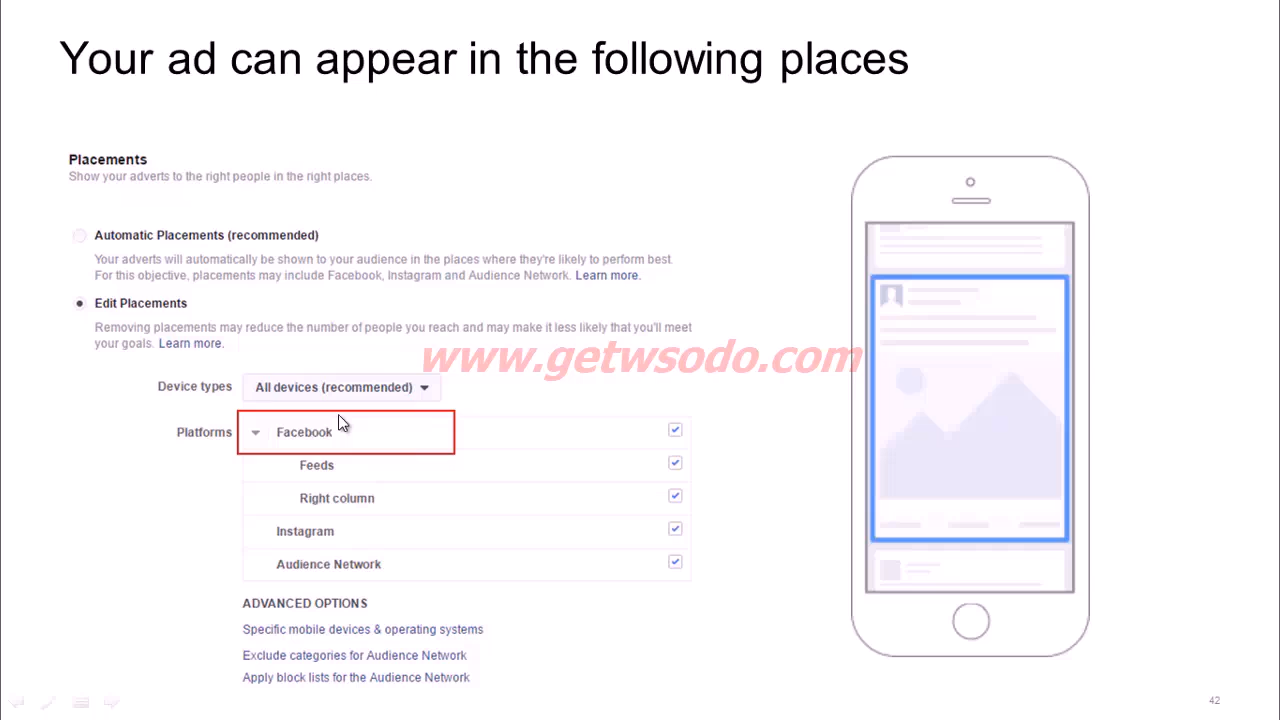 Your ad can appear in the following places
Placements
Show your adverts to the right people in the right places.
Automatic Placements (recommended)
Your adverts will automatically be shown to your audience in the places where they're likely to perform best.
For this objective, placements may include Facebook, Instagram and Audience Network. Learn more.
Edit Placements
Removing placements may reduce the number of people you reach and may make it less likely that you'll meet
your goals. Learn more.
www.getwsodo.com
Device types All devices (recommended)
Platforms Facebook
Feeds
Right column
Instagram
Audience Network
ADVANCED OPTIONS
Specific mobile devices & operating systems
Exclude categories for Audience Network
Apply block lists for the Audience Network
42